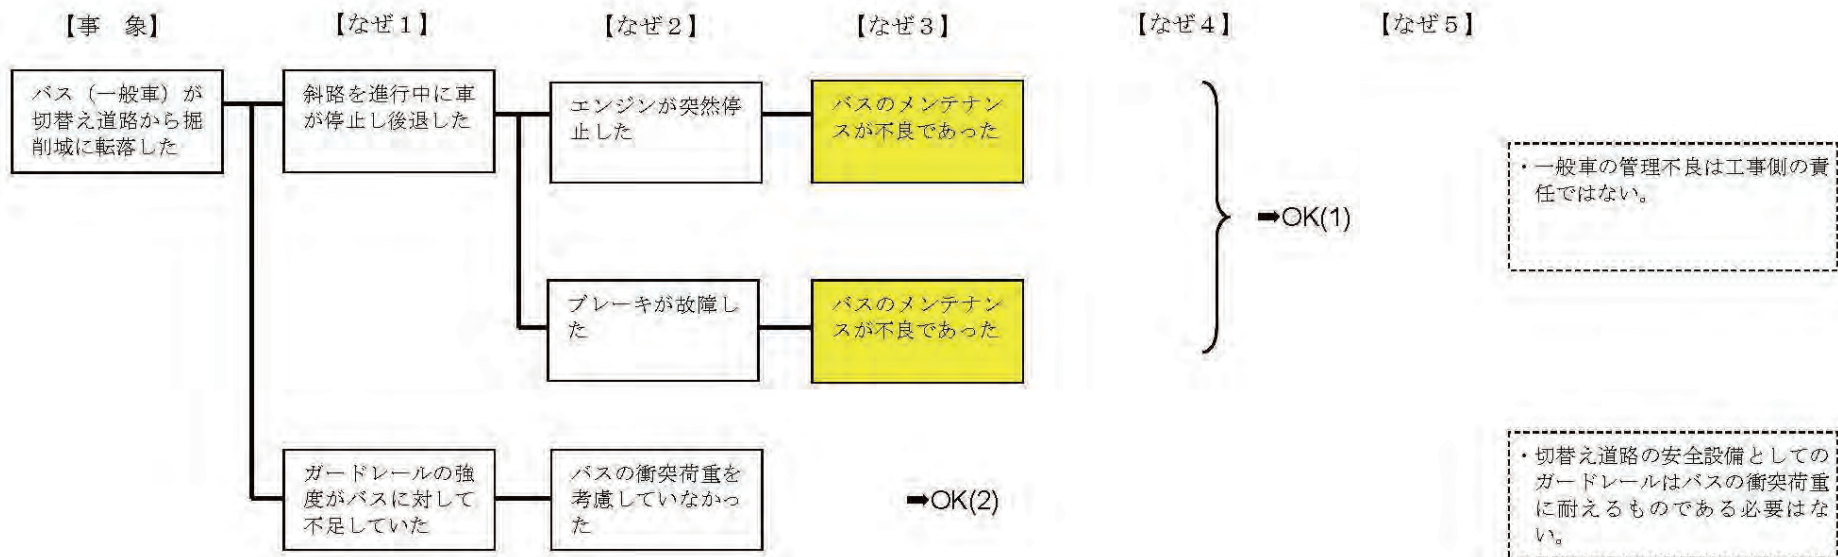 【事　象】
【なぜ１】
【なぜ２】
【なぜ３】
【なぜ４】
【なぜ５】
バス（一般車）が
切替え道路から掘
削域に転落した
斜路を進行中に車
が停止し後退した
エンジンが突然停
止した
バスのメンテナン
スが不良であった
・一般車の管理不良は工事側の責
任ではない。
➡OK(1)
ブレーキが故障し
た
バスのメンテナン
スが不良であった
ガードレールの強
度がバスに対して
不足していた
バスの衝突荷重を
考慮していなかっ
た
➡OK(2)
・切替え道路の安全設備としての
ガードレールはバスの衝突荷重
に耐えるものである必要はな
い。